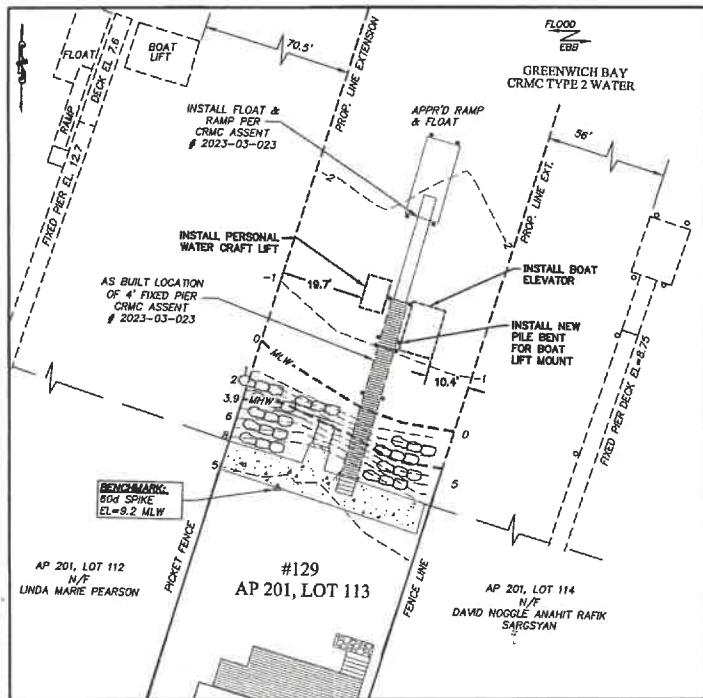 FLOOD
EBB
GREENWICH BAY
CRMC TYPE 2 WATER
70.5'
FLOAT
BOAT
LIFT
DECK EL 7.6
RAMP
FIXED PIER EL. 12.7
PROP. LINE EXTENSION
INSTALL FLOAT &
RAMP PER
CRMC ASSENT
# 2023-03-023
APPR'D RAMP
& FLOAT
56'
PROP. LINE EXT.
-2
INSTALL PERSONAL
WATER CRAFT LIFT
-1
19.7'
INSTALL BOAT
ELEVATOR
AS BUILT LOCATION
OF 4' FIXED PIER
CRMC ASSENT
# 2023-03-023
INSTALL NEW
PILE BENT
FOR BOAT
LIFT MOUNT
10.4'
-1
FIXED PIER DECK EL=8.75
0
MLW
1
2
3.9
MHW
6
8
5
0
5
BENCHMARK:
60d SPIKE
EL=9.2 MLW
PICKET FENCE
FENCE LINE
#129
AP 201, LOT 113
AP 201, LOT 112
N/F
LINDA MARIE PEARSON
AP 201, LOT 114
N/F
DAVID NOGGLE ANAHIT RAFIK
SARGSYAN